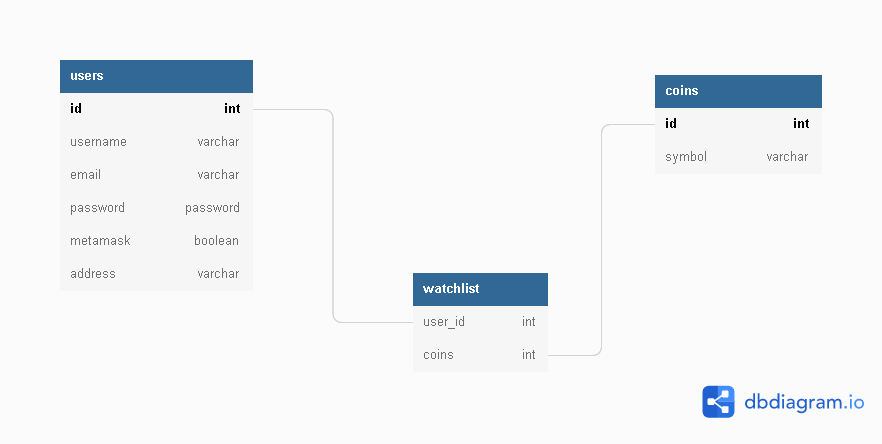 users
id int
username varchar
email varchar
password password
metamask boolean
address varchar
coins
id int
symbol varchar
watchlist
user_id int
coins int
dbdiagram.io